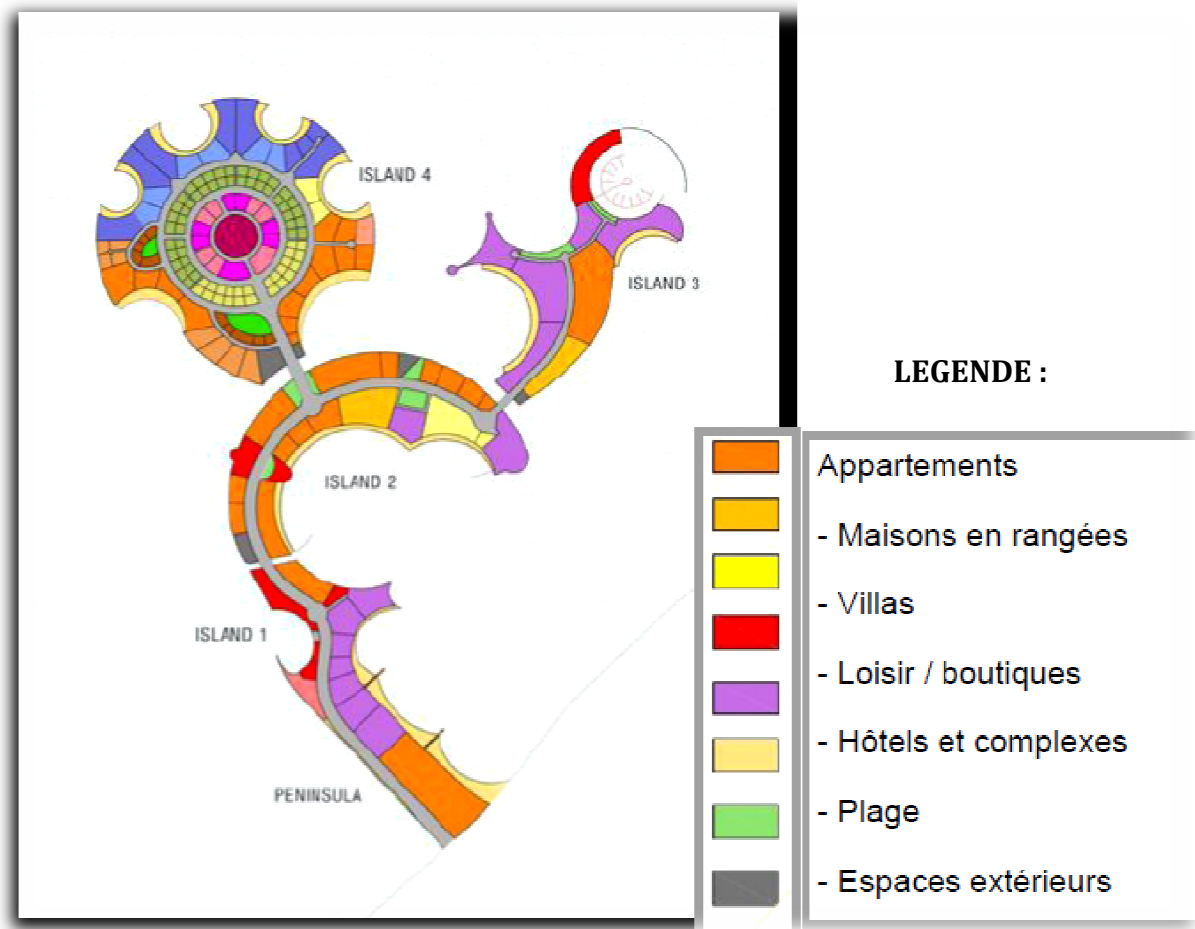 ISLAND 4
ISLAND 3
LEGENDE :
ISLAND 2
ISLAND 1
PENINSULA
Appartements
- Maisons en rangées
- Villas
- Loisir / boutiques
- Hôtels et complexes
- Plage
- Espaces extérieurs